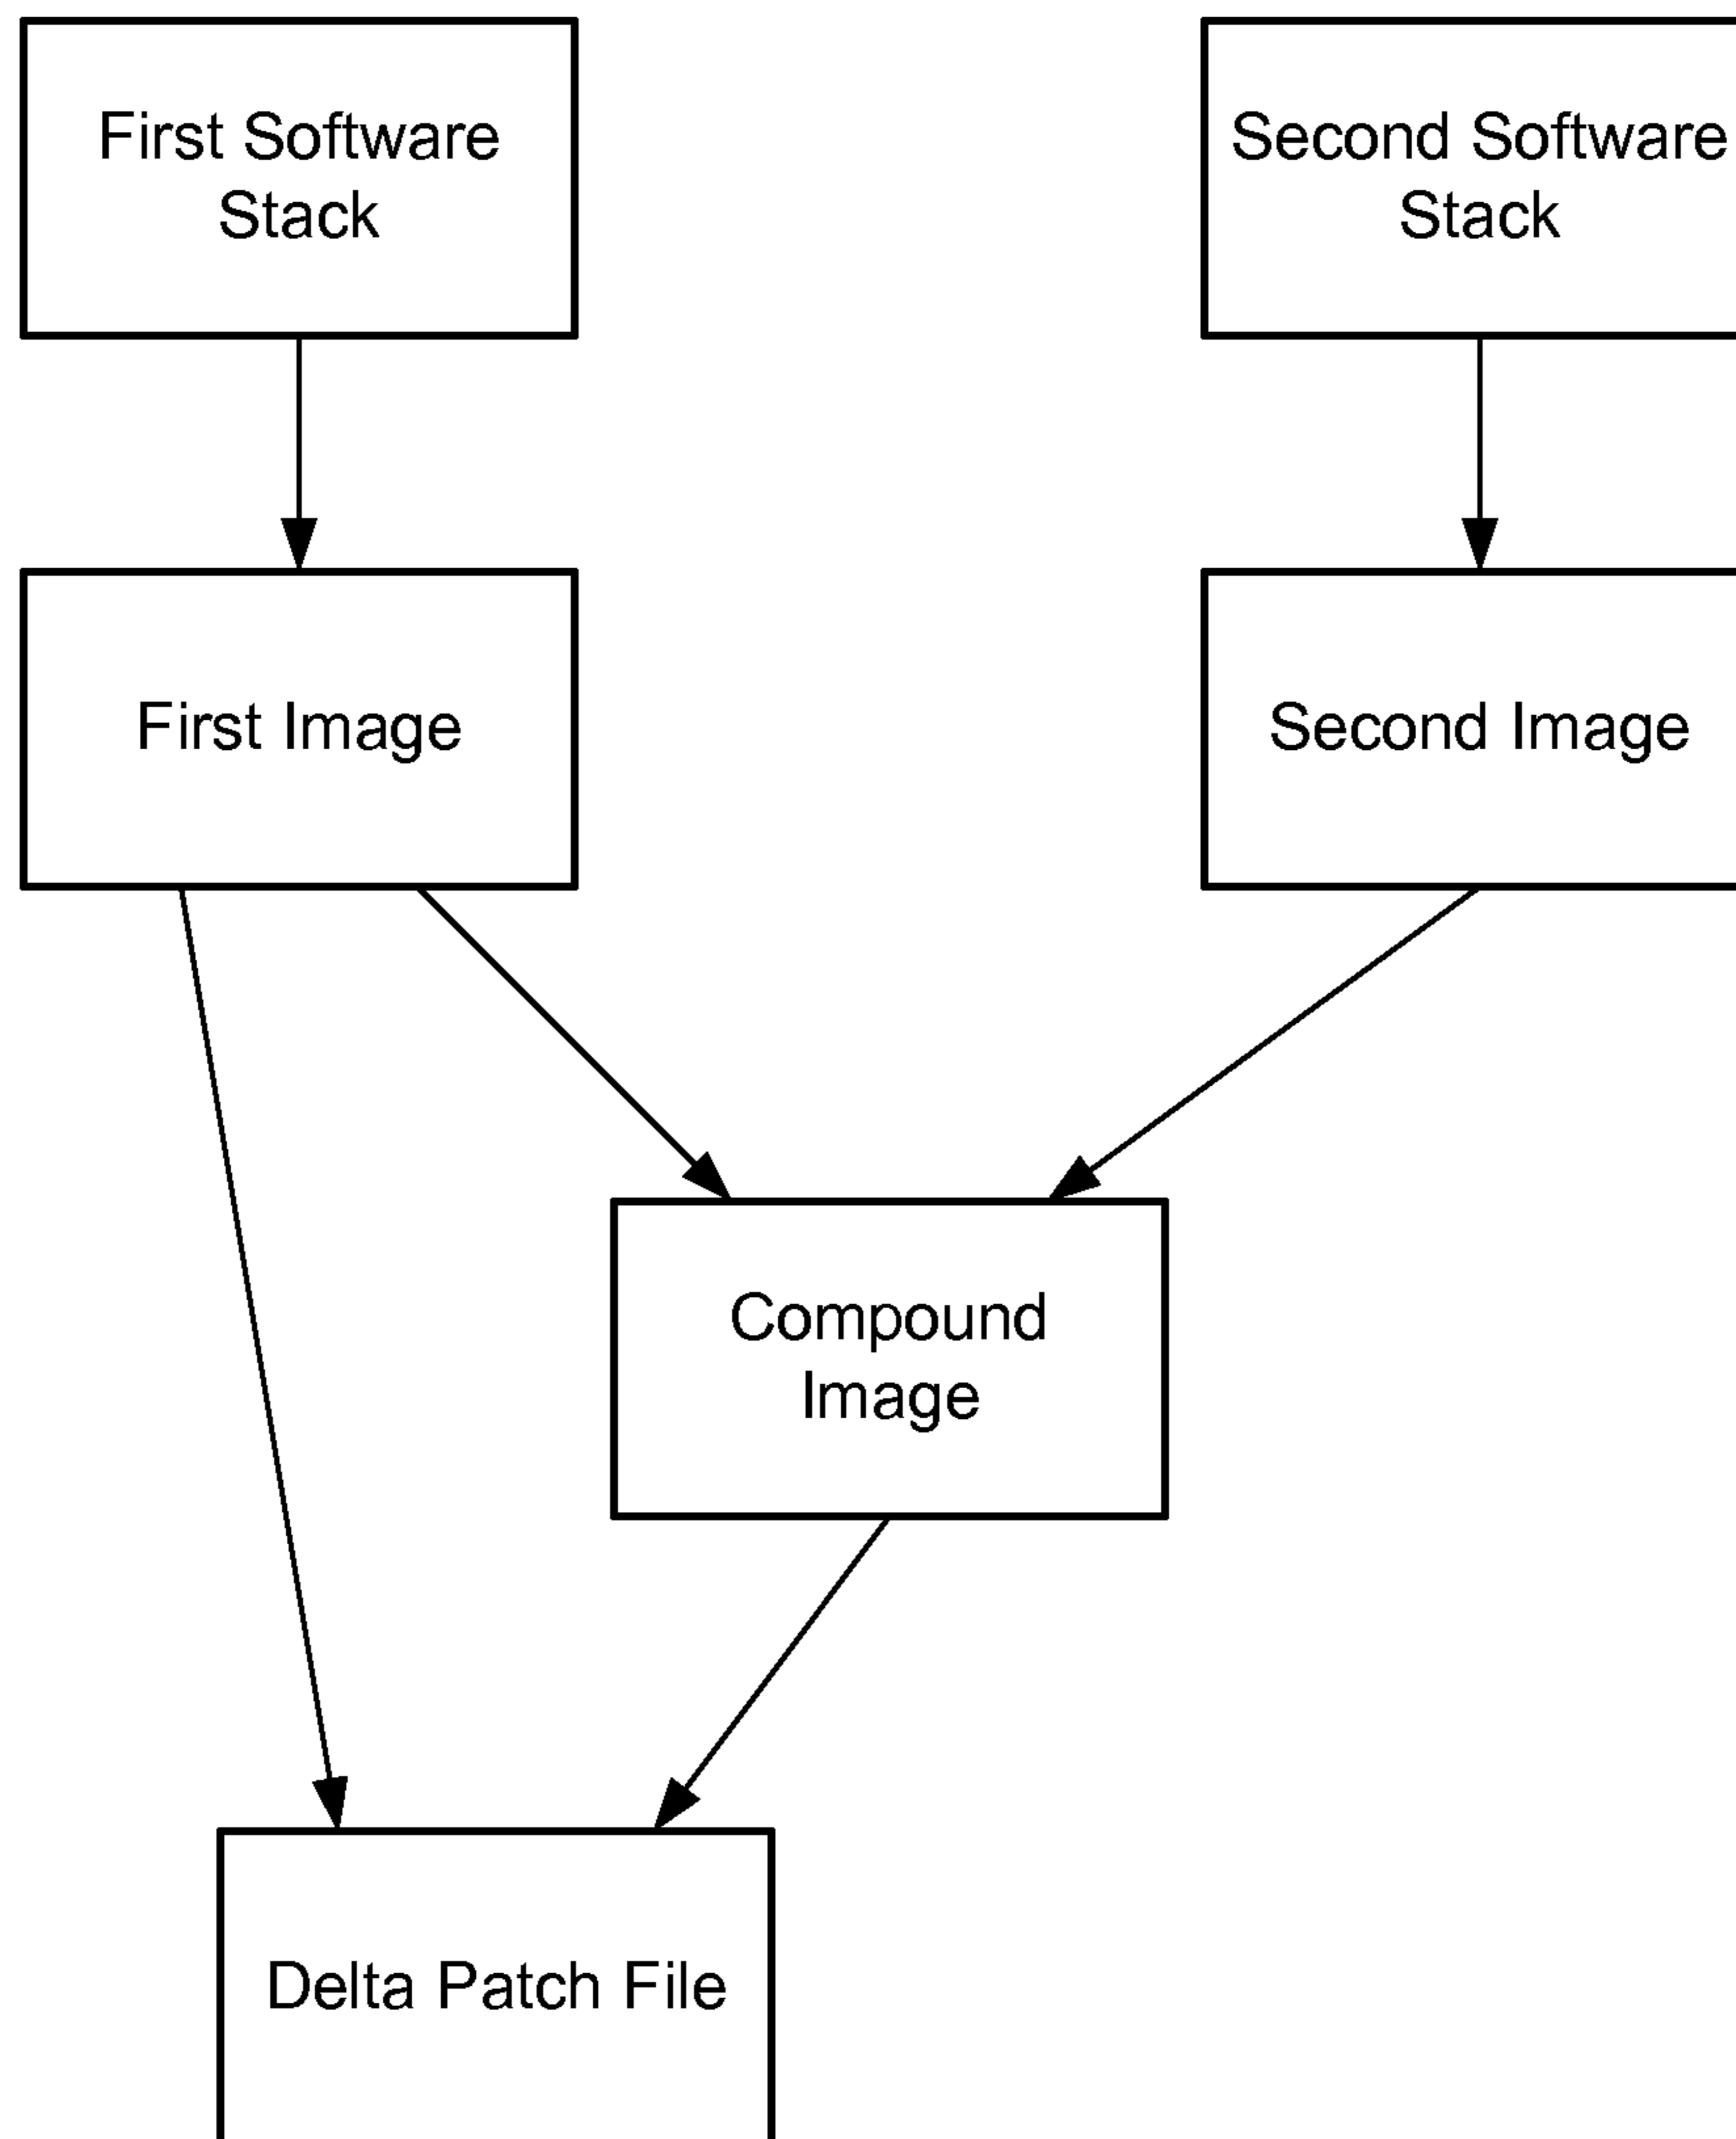 First Software
Stack
Second Software
Stack
First Image
Second Image
Compound
Image
Delta Patch File